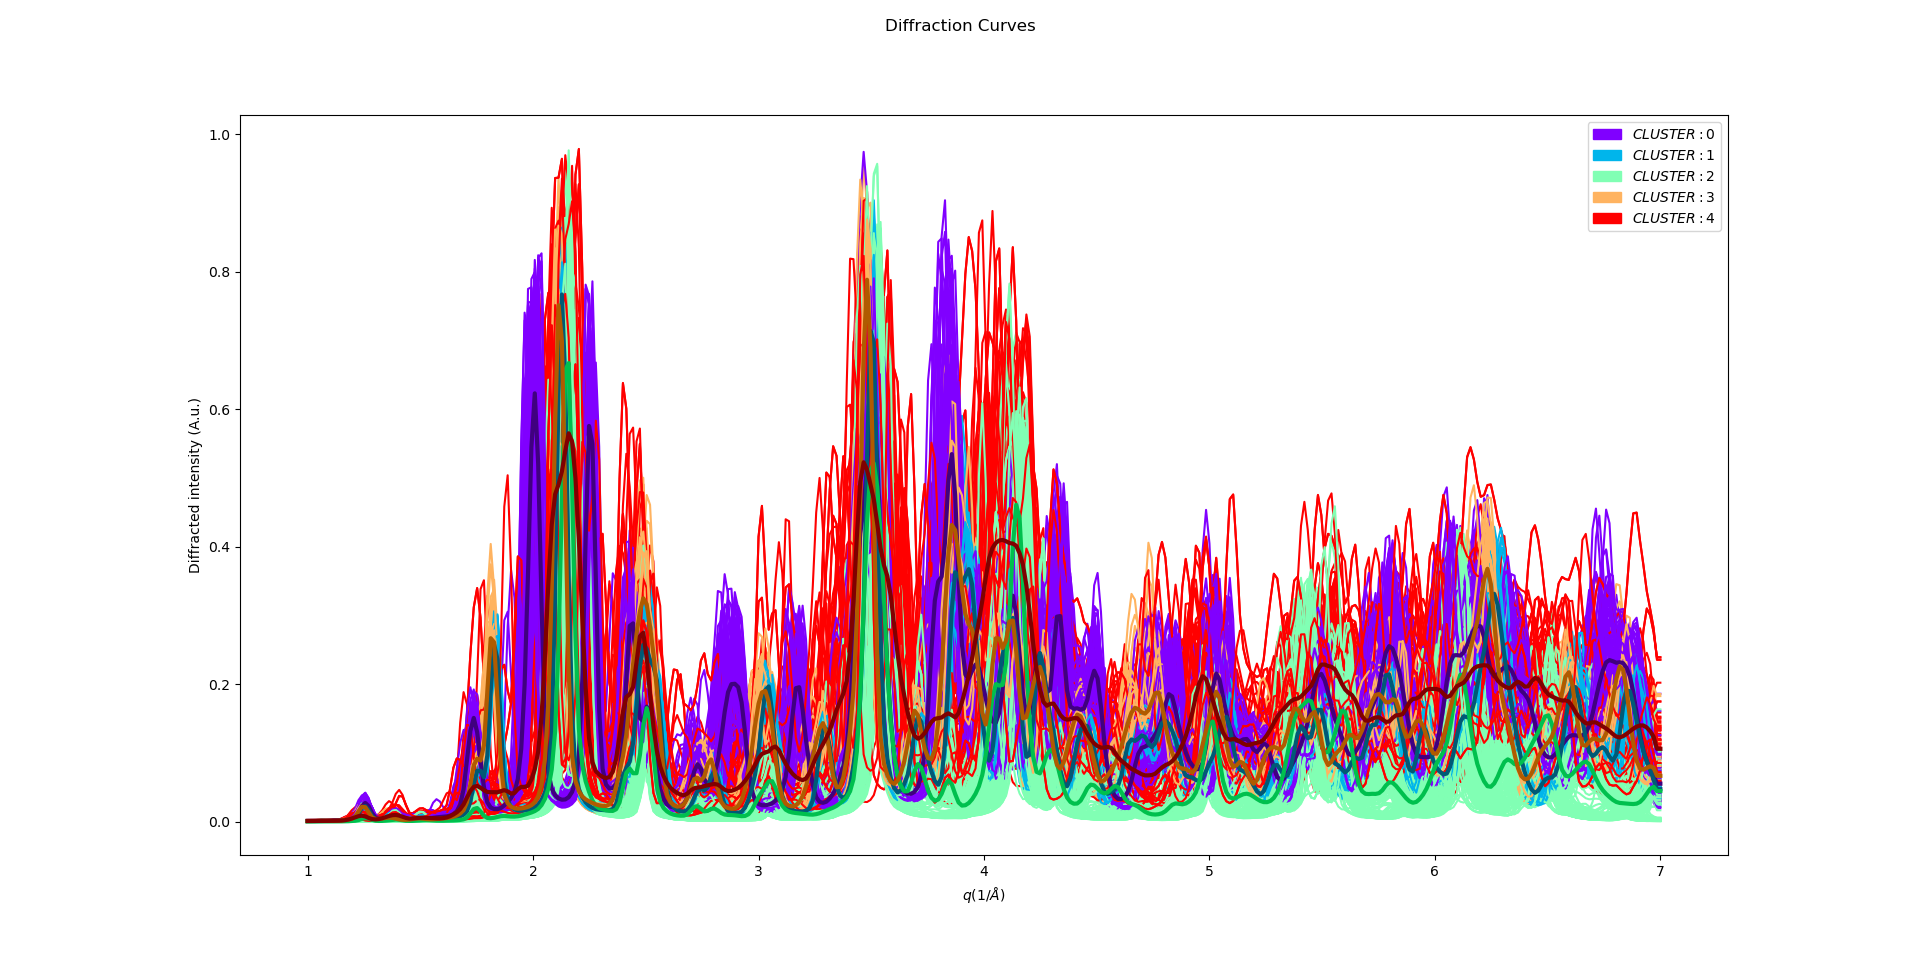 Diffraction Curves
1.0
0.8
0.6
0.4
0.2
0.0
Diffracted intensity (A.u.)
1 2 3 4 5 6 7
q(1/Å)
CLUSTER : 0
CLUSTER : 1
CLUSTER : 2
CLUSTER : 3
CLUSTER : 4